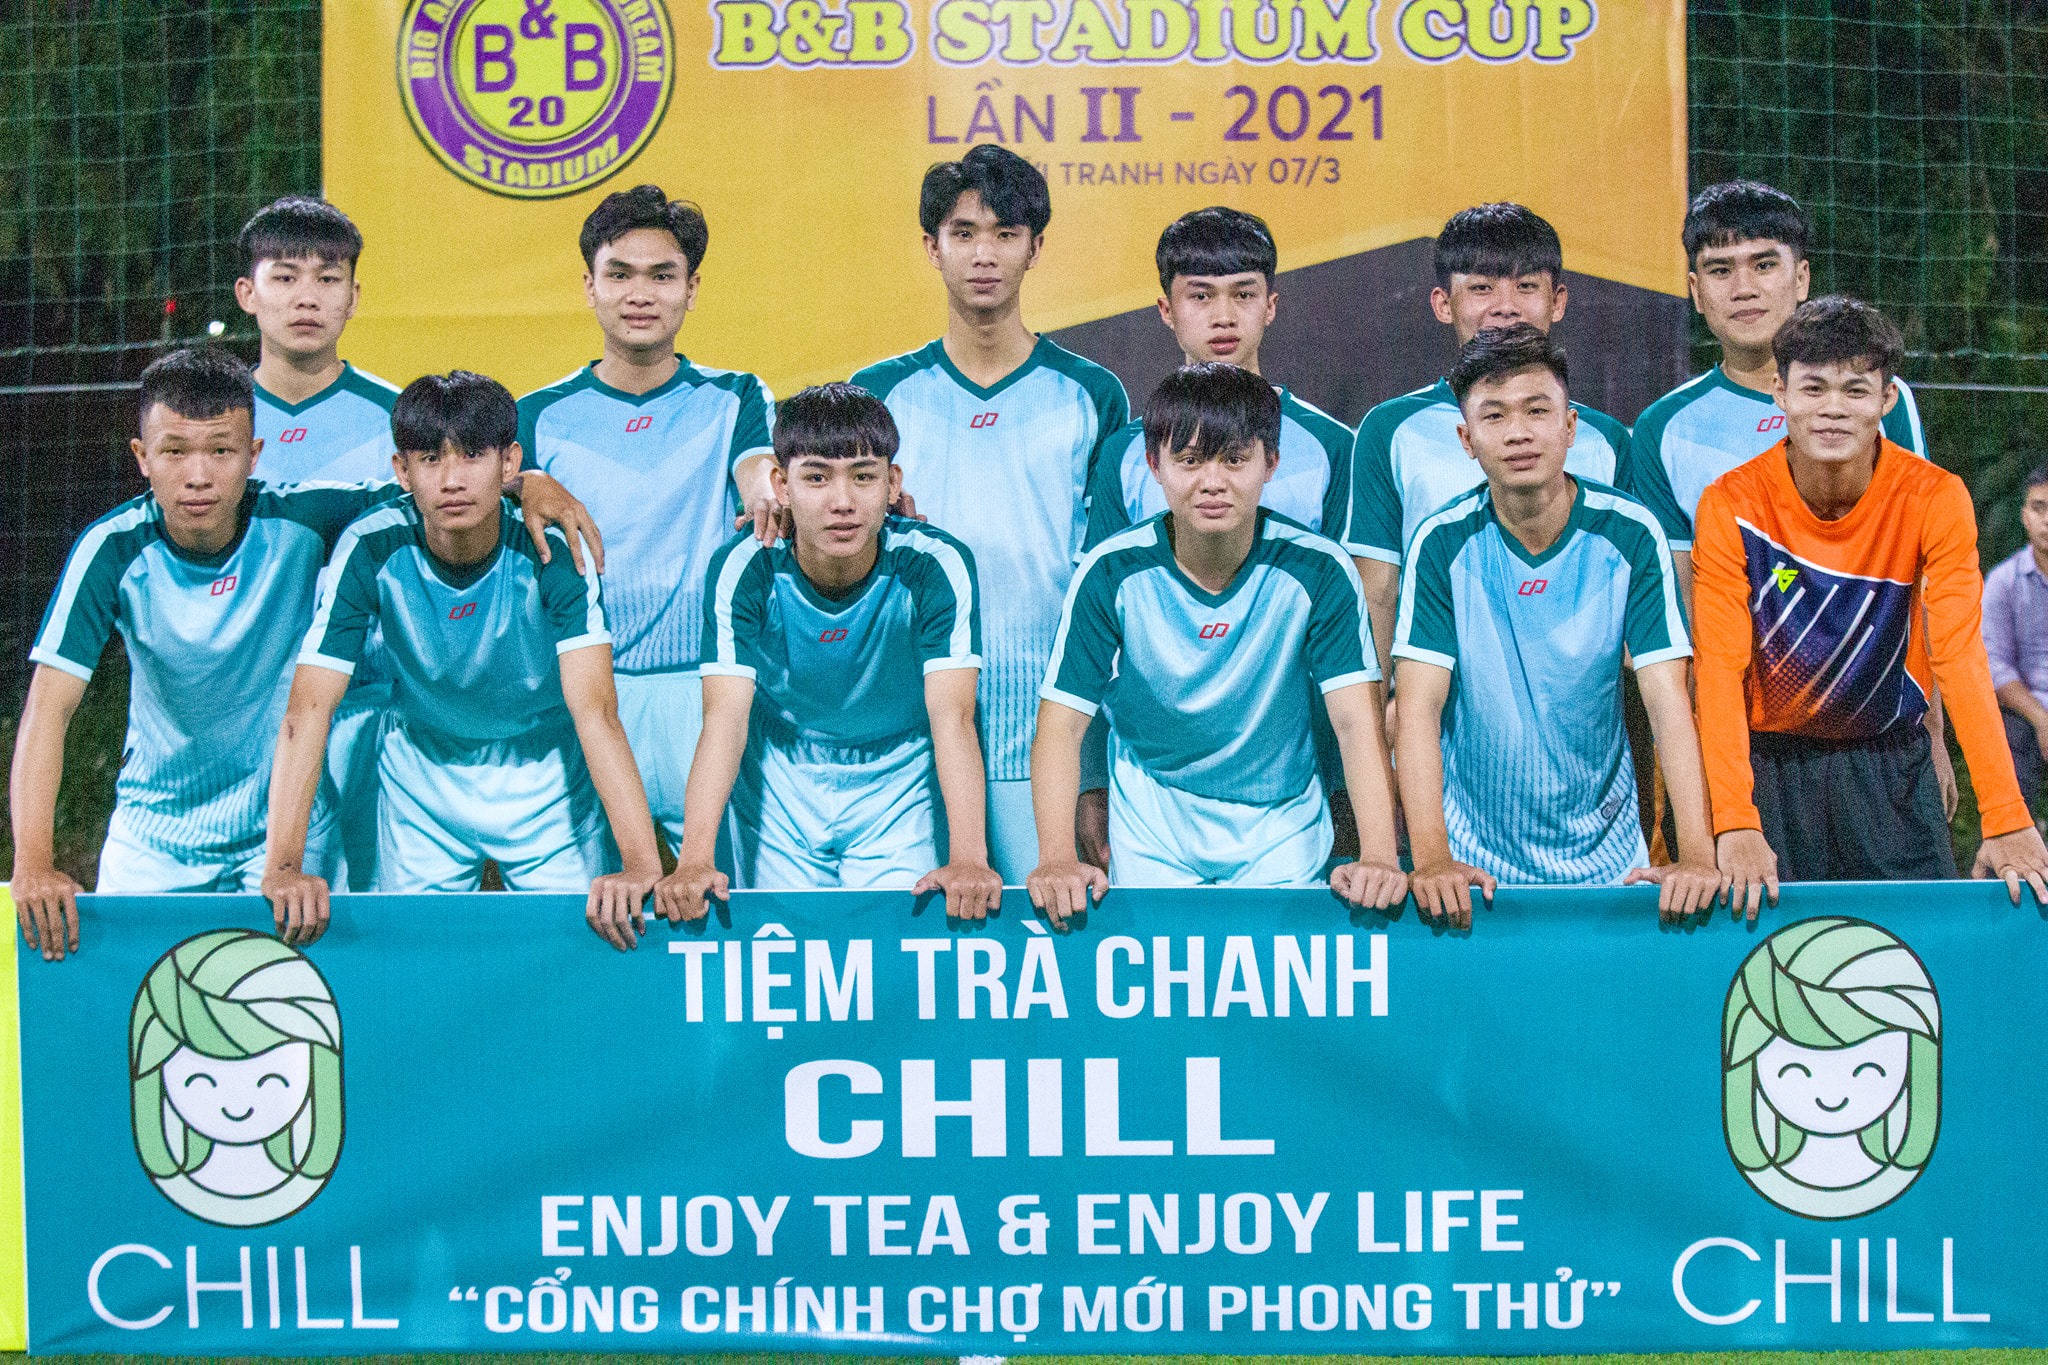 B&B STADIUM CUP
LẦN II - 2021
TRANH NGÀY 07/3
B&B
20
STADIUM
TIỆM TRÀ CHANH
CHILL
ENJOY TEA & ENJOY LIFE
“CỔNG CHÍNH CHỢ MỚI PHONG THỬ”
CHILL
CHILL